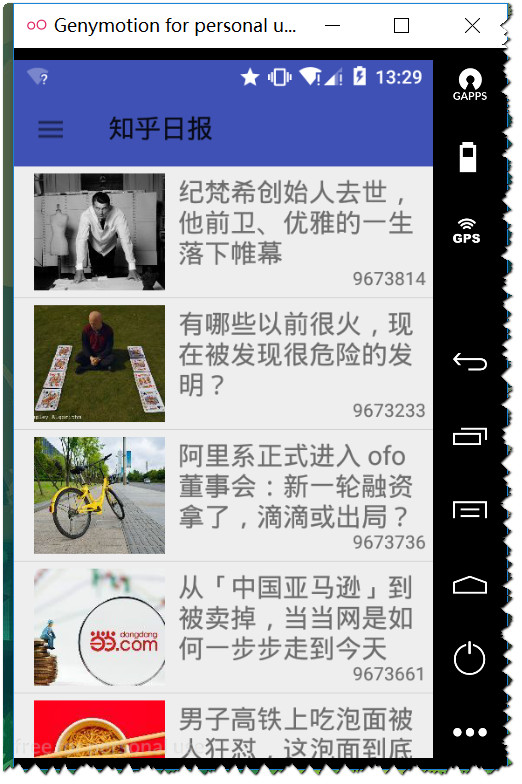 Genymotion for personal u...
GAPPS
?
!
13:29
知乎日报
GPS
纪梵希创始人去世，
他前卫、优雅的一生
落下帷幕
9673814
有哪些以前很火，现
在被发现很危险的发
明？
9673233
阿里系正式进入 ofo
董事会：新一轮融资
拿了，滴滴或出局？
9673736
从「中国亚马逊」到
被卖掉，当当网是如
何一步步走到今天
9673661
dangdang
.com
男子高铁上吃泡面被
人狂怼，这泡面到底
free for personal use